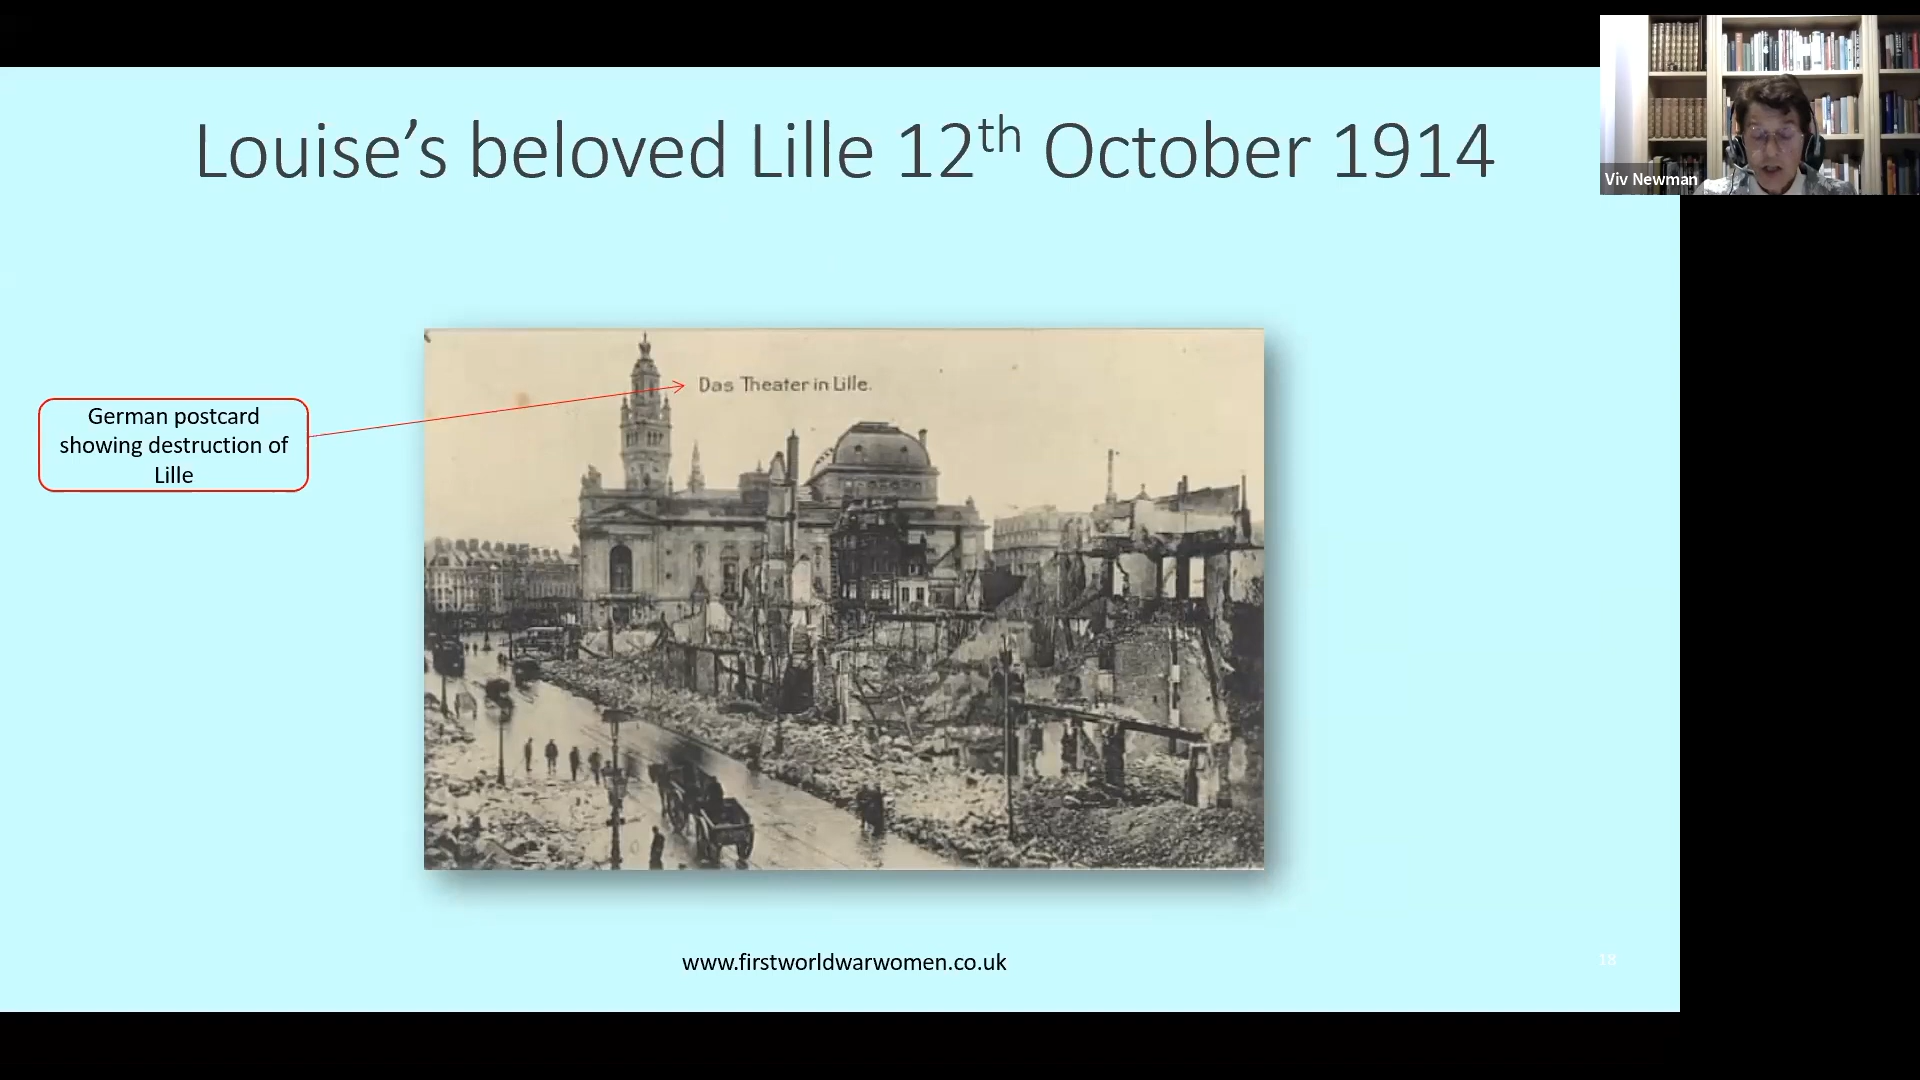 Louise’s beloved Lille 12th October 1914
Viv Newman
Das Theater in Lille.
German postcard
showing destruction of
Lille
www.firstworldwarwomen.co.uk
18